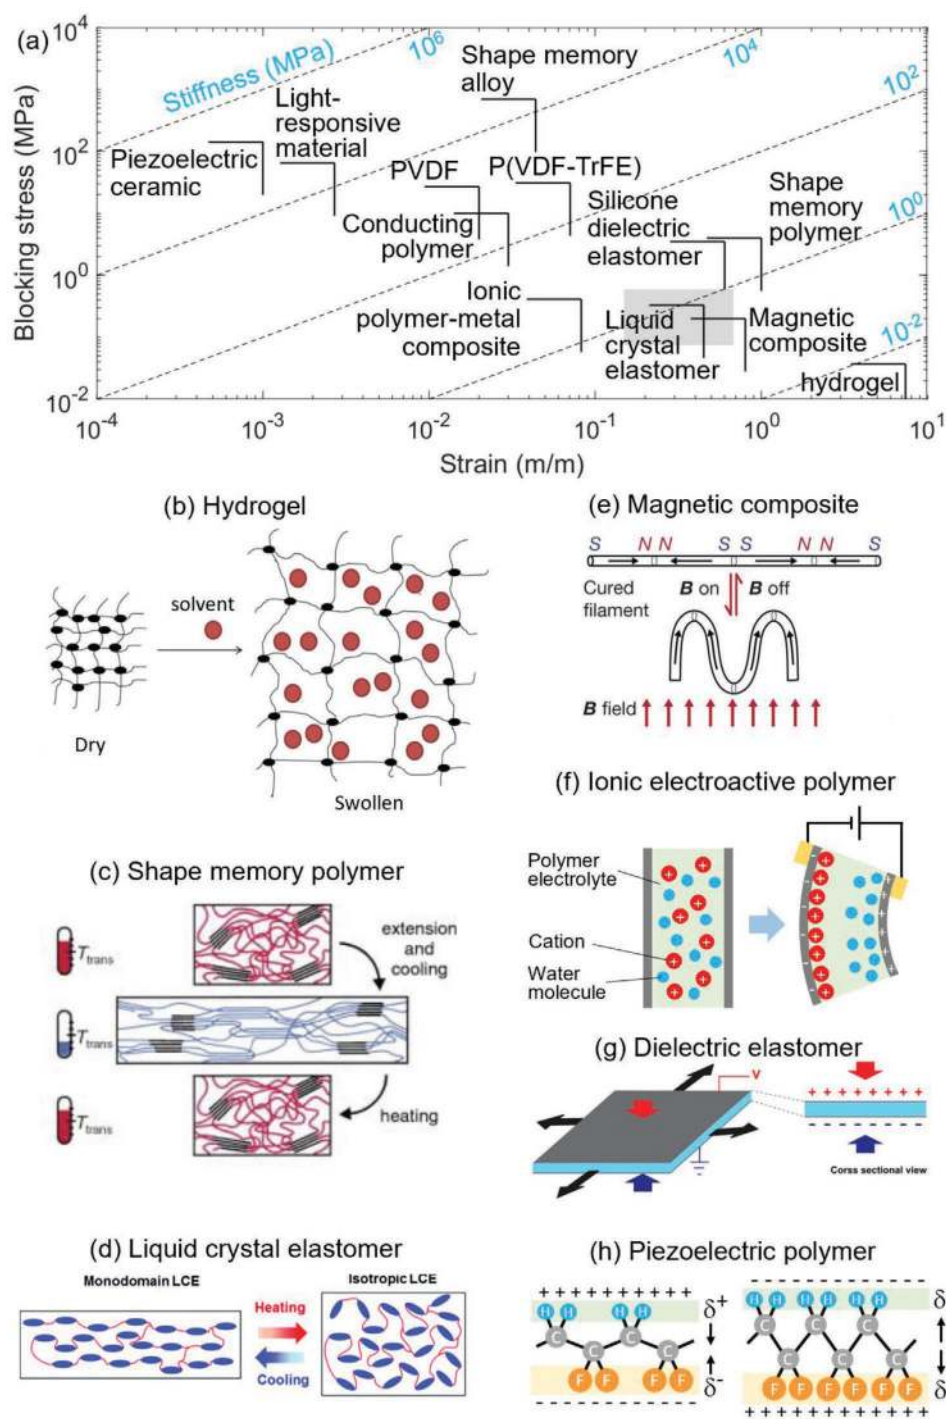 (a)
10^4
10^2
10^0
10^-2
Blocking stress (MPa)
Stiffness (MPa)
10^6
10^4
10^2
10^0
10^-2
Shape memory
alloy
Light-
responsive
material
Piezoelectric
ceramic
PVDF
P(VDF-TrFE)
Conducting
polymer
Silicone
dielectric
elastomer
Shape
memory
polymer
Ionic
polymer-metal
composite
Liquid
crystal
elastomer
Magnetic
composite
hydrogel
10^-4
10^-3
10^-2
10^-1
10^0
10^1
Strain (m/m)
(b) Hydrogel
solvent
Dry
Swollen
(c) Shape memory polymer
T_trans
T_trans
T_trans
extension
and
cooling
heating
(d) Liquid crystal elastomer
Monodomain LCE
Isotropic LCE
Heating
Cooling
(e) Magnetic composite
S N N S S N N S
Cured
filament
B on
B off
B field
(f) Ionic electroactive polymer
Polymer
electrolyte
Cation
Water
molecule
(g) Dielectric elastomer
V
+ + + + + + + + +
- - - - - - - - -
Corss sectional view
(h) Piezoelectric polymer
+ + + + + + + + + +
H H H H
δ+
C C C C
F F F F
δ-
- - - - - - - - - -
- - - - - - - - - -
H H H H H H
δ
C C C
C C C
F F F F F F
δ
+ + + + + + + + + +